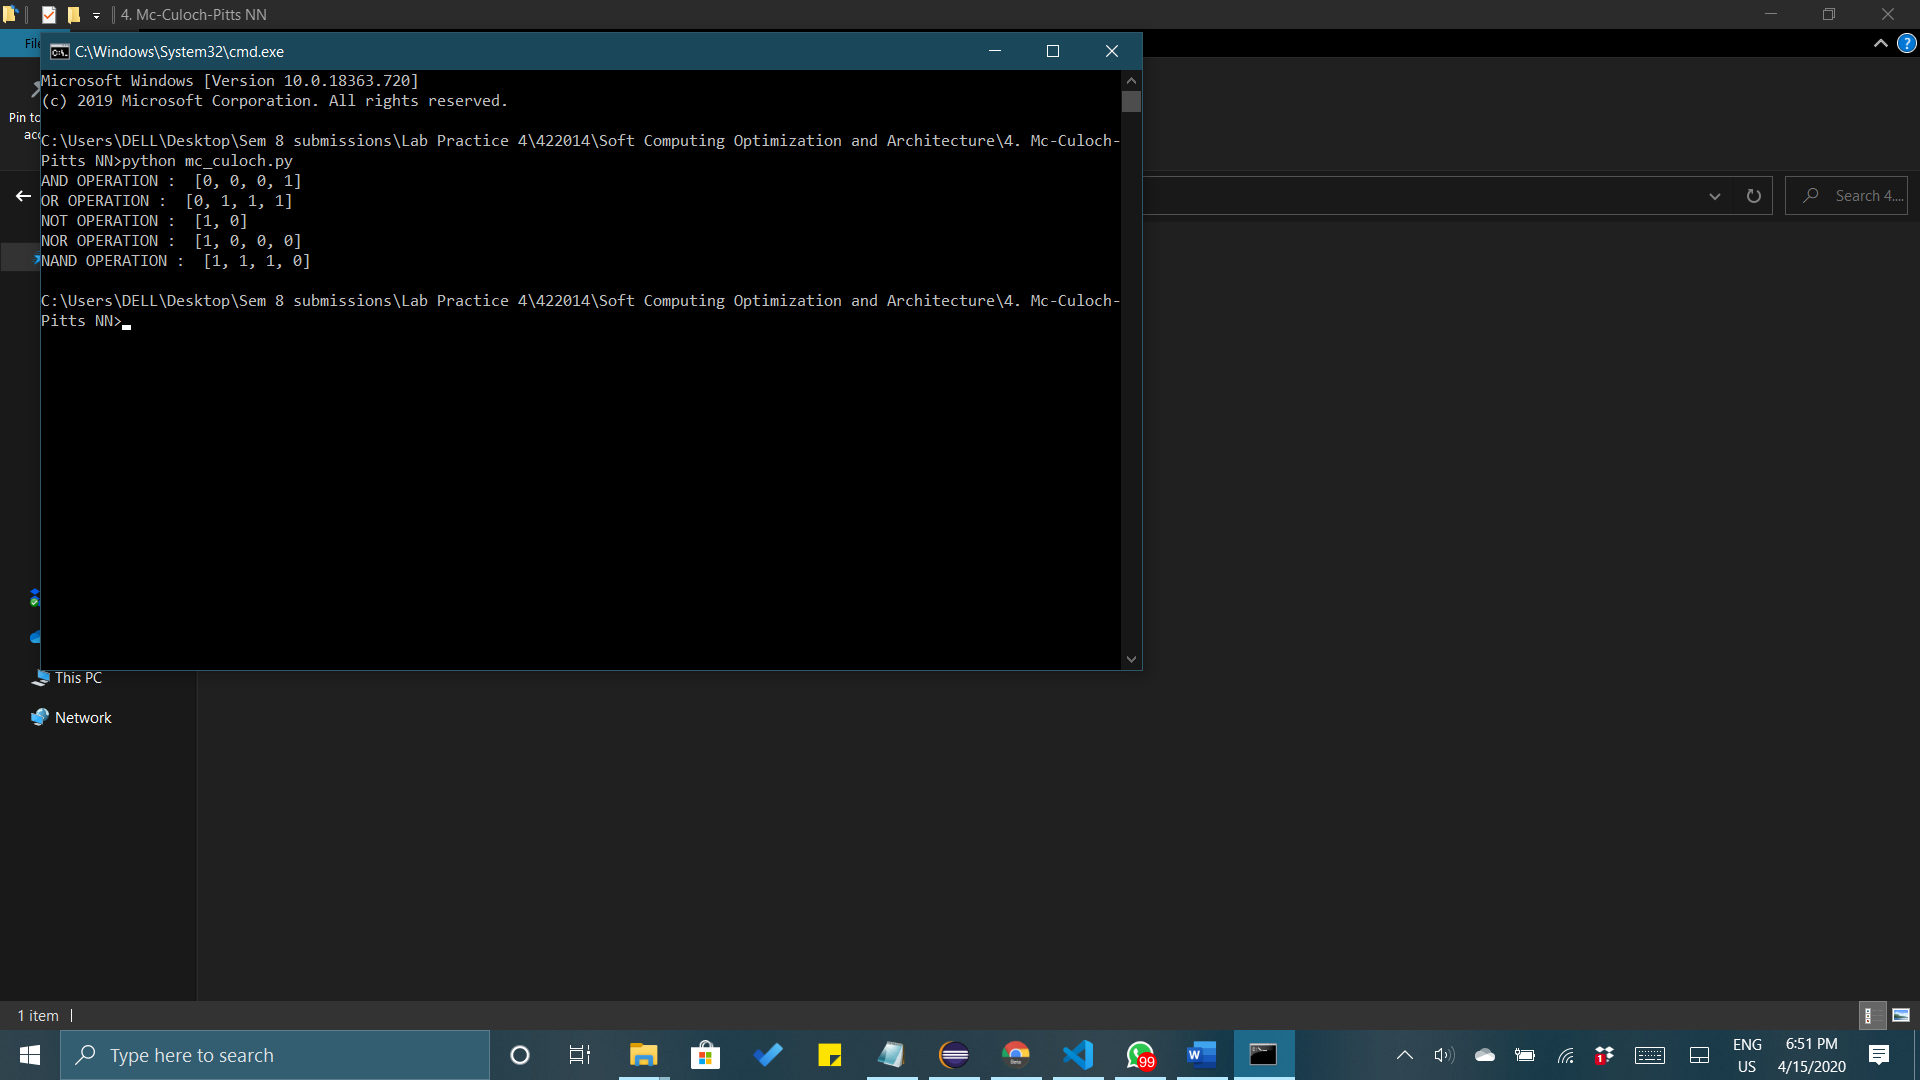 4. Mc-Culoch-Pitts NN
File
C:\Windows\System32\cmd.exe
Microsoft Windows [Version 10.0.18363.720]
(c) 2019 Microsoft Corporation. All rights reserved.
C:\Users\DELL\Desktop\Sem 8 submissions\Lab Practice 4\422014\Soft Computing Optimization and Architecture\4. Mc-Culoch-
Pitts NN>python mc_culoch.py
AND OPERATION :  [0, 0, 0, 1]
OR OPERATION :  [0, 1, 1, 1]
NOT OPERATION :  [1, 0]
NOR OPERATION :  [1, 0, 0, 0]
NAND OPERATION :  [1, 1, 1, 0]
C:\Users\DELL\Desktop\Sem 8 submissions\Lab Practice 4\422014\Soft Computing Optimization and Architecture\4. Mc-Culoch-
Pitts NN>
Pin to
Search 4....
This PC
Network
1 item
Type here to search
99
1
ENG
US
6:51 PM
4/15/2020